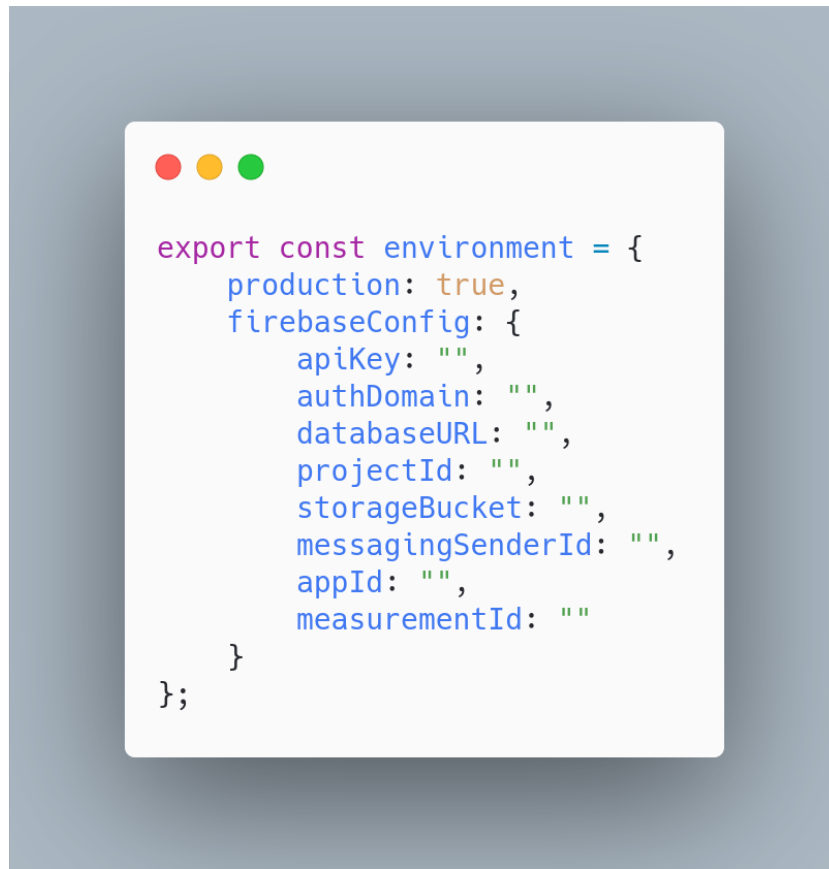 export const environment = {
    production: true,
    firebaseConfig: {
        apiKey: "",
        authDomain: "",
        databaseURL: "",
        projectId: "",
        storageBucket: "",
        messagingSenderId: "",
        appId: "",
        measurementId: ""
    }
};